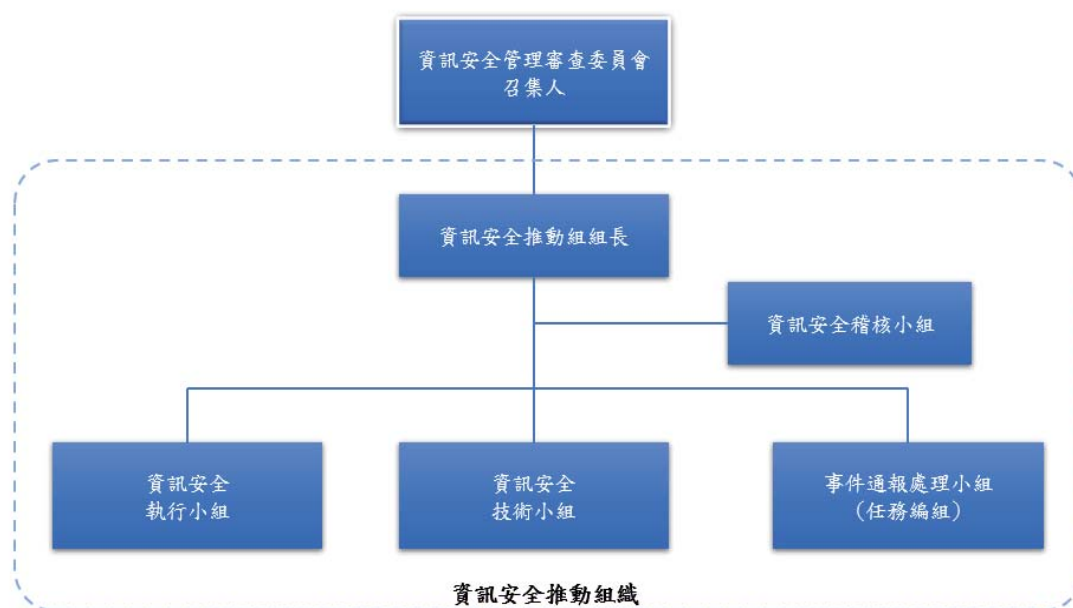 資訊安全管理審查委員會
召集人
資訊安全推動組組長
資訊安全稽核小組
資訊安全
執行小組
資訊安全
技術小組
事件通報處理小組
(任務編組)
資訊安全推動組織